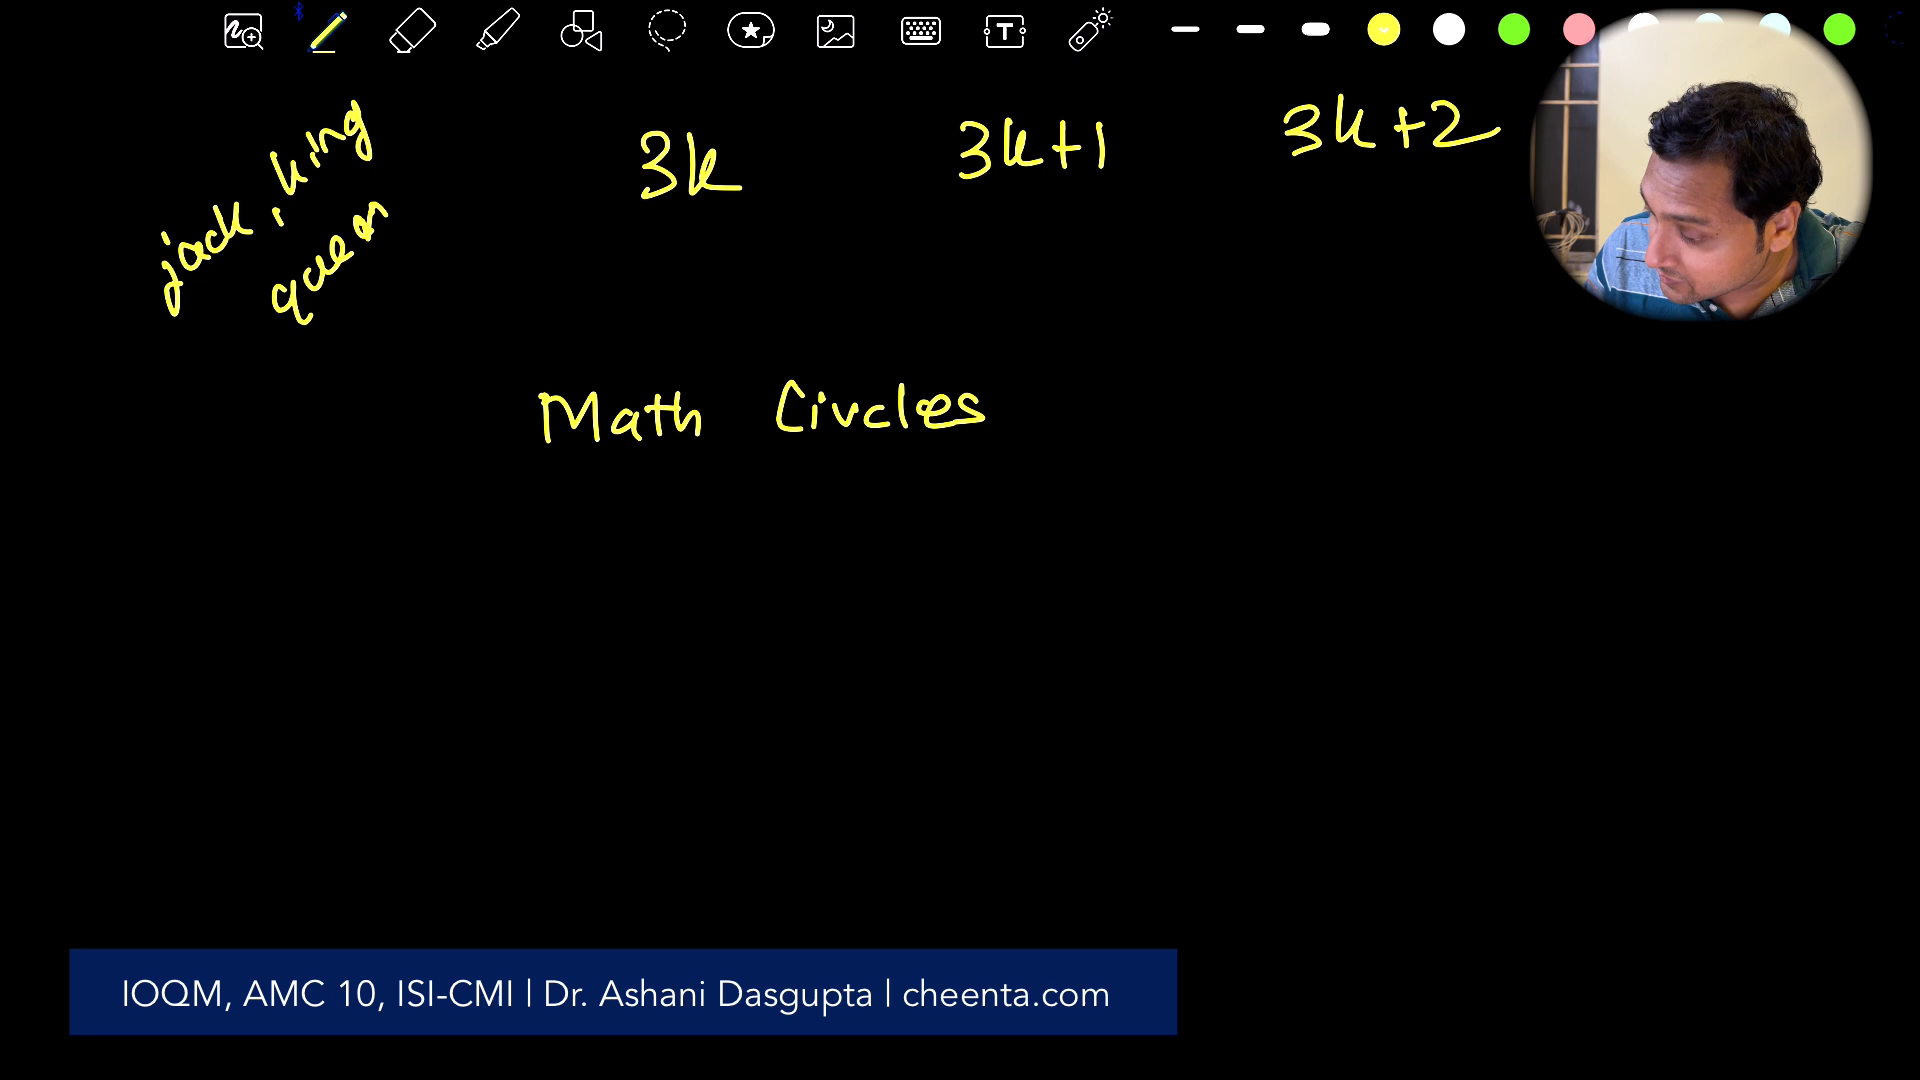 jack, king
queen
3k 3k+1 3k+2
Math Circles
IOQM, AMC 10, ISI-CMI | Dr. Ashani Dasgupta | cheenta.com